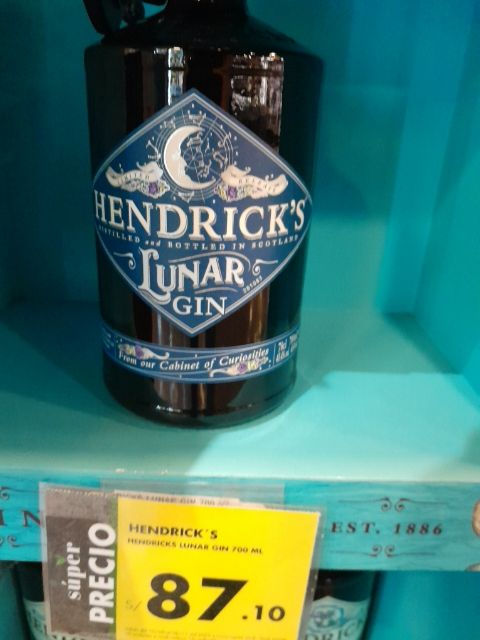 HENDRICK'S
DISTILLED and BOTTLED IN SCOTLAND
LUNAR
GIN
From our Cabinet of Curiosities
70cl
EST. 1886
súper
PRECIO
HENDRICK'S
HENDRICKS LUNAR GIN 700 ML
S/ 87.10